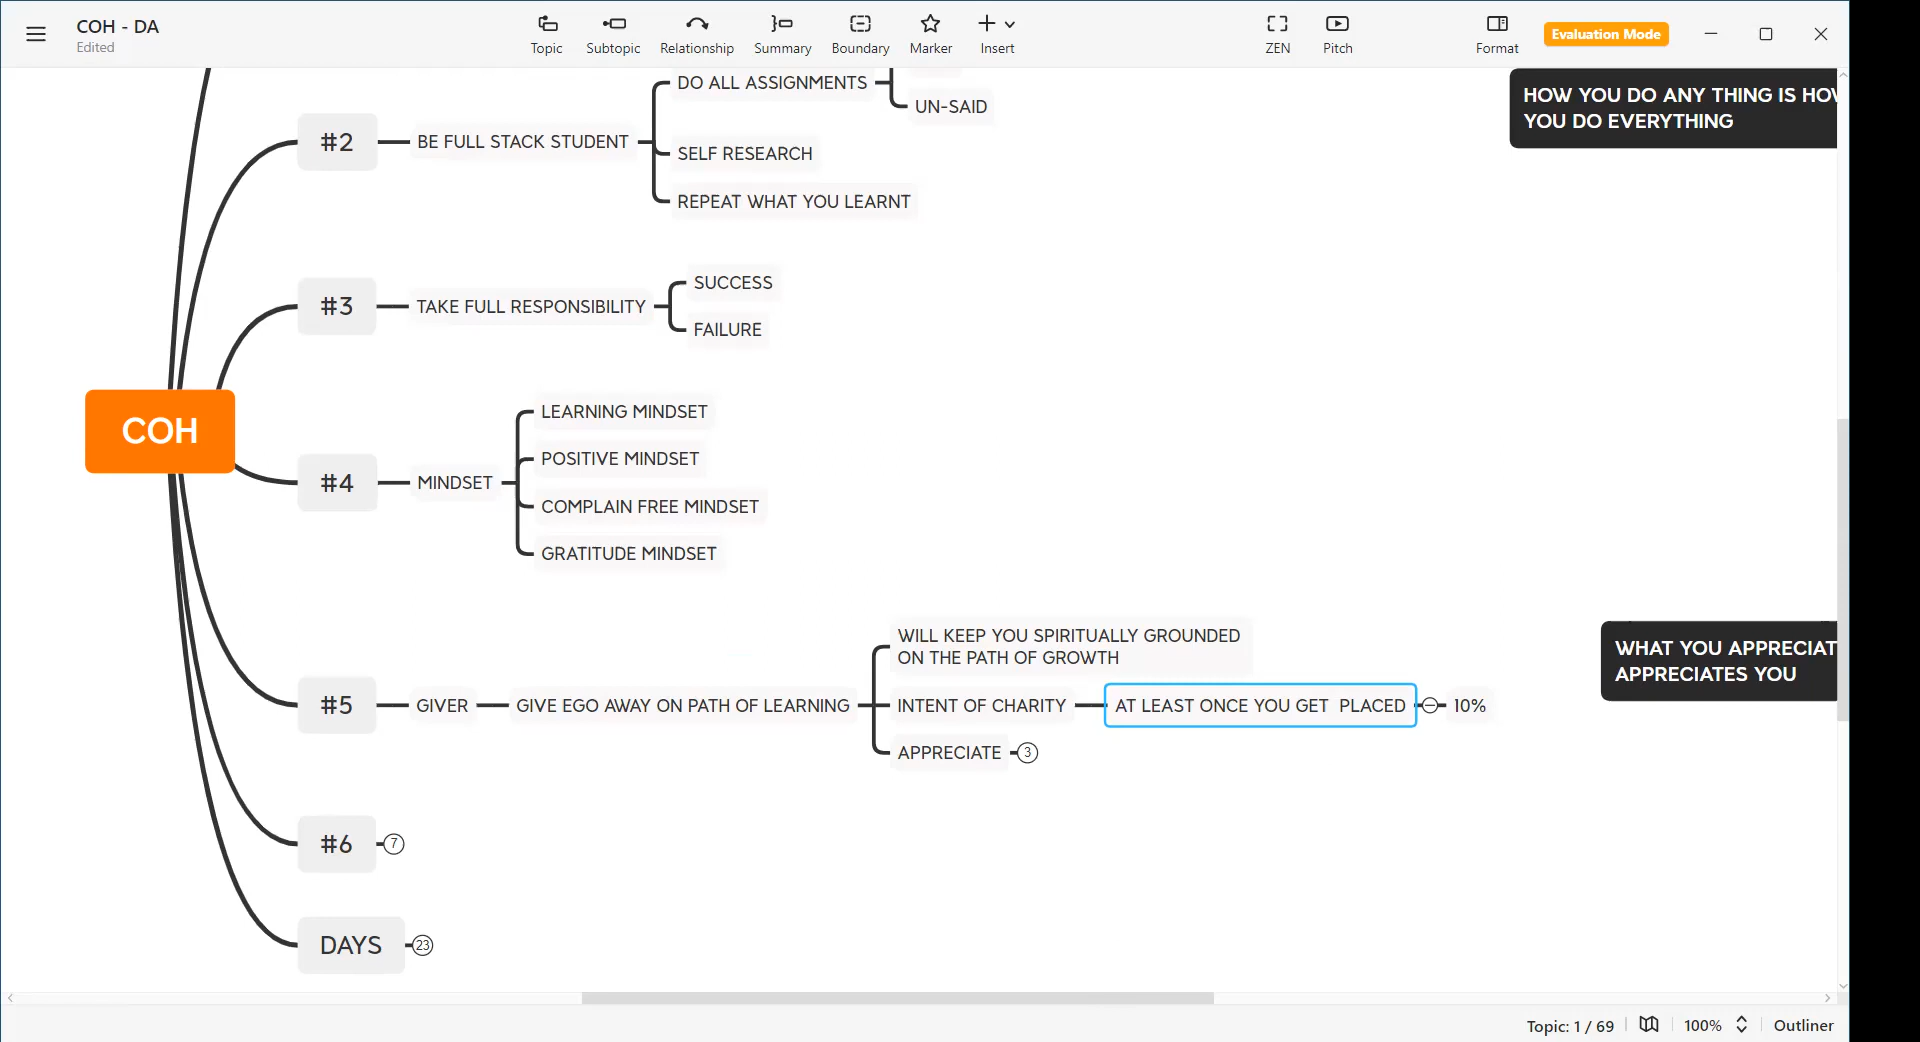 COH - DA
Edited
Topic
Subtopic
Relationship
Summary
Boundary
Marker
Insert
ZEN
Pitch
Format
Evaluation Mode
DO ALL ASSIGNMENTS
UN-SAID
HOW YOU DO ANY THING IS HOW
YOU DO EVERYTHING
#2
BE FULL STACK STUDENT
SELF RESEARCH
REPEAT WHAT YOU LEARNT
#3
TAKE FULL RESPONSIBILITY
SUCCESS
FAILURE
COH
#4
MINDSET
LEARNING MINDSET
POSITIVE MINDSET
COMPLAIN FREE MINDSET
GRATITUDE MINDSET
#5
GIVER
GIVE EGO AWAY ON PATH OF LEARNING
WILL KEEP YOU SPIRITUALLY GROUNDED
ON THE PATH OF GROWTH
INTENT OF CHARITY
AT LEAST ONCE YOU GET  PLACED
10%
APPRECIATE
3
WHAT YOU APPRECIAT
APPRECIATES YOU
#6
7
DAYS
23
Topic: 1 / 69
100%
Outliner